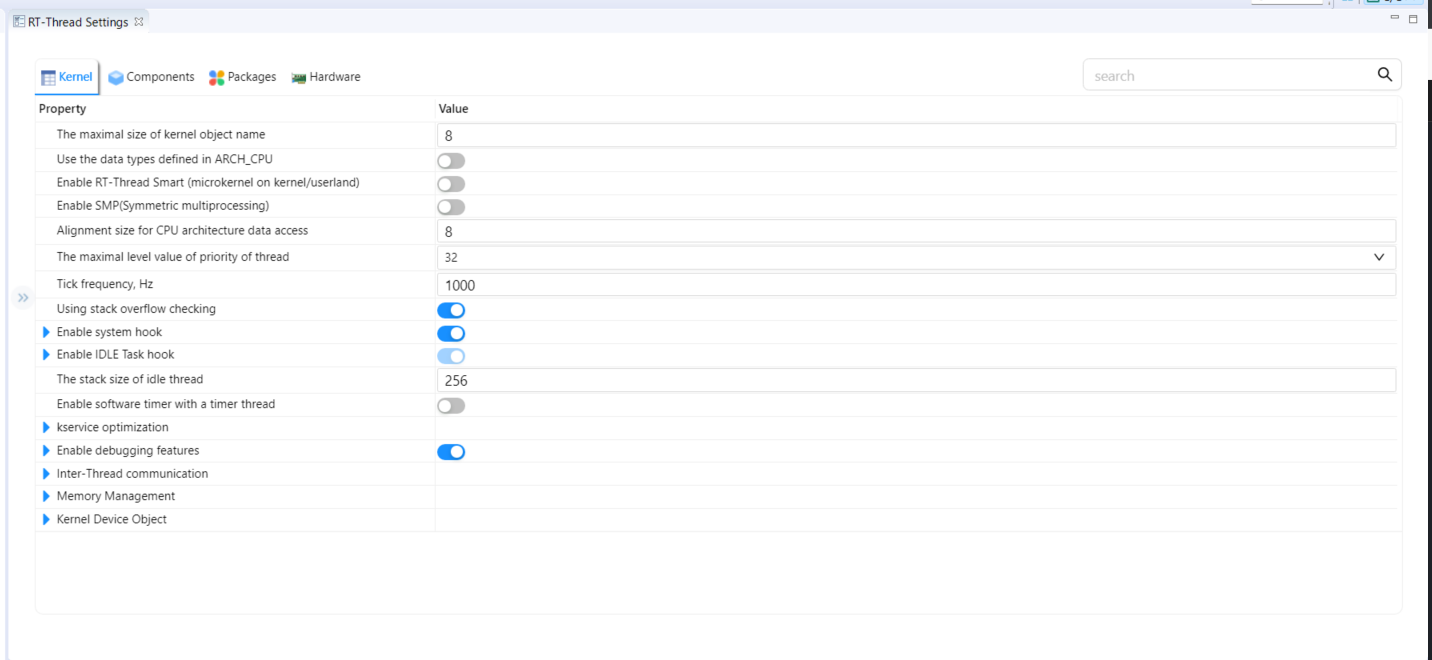 RT-Thread Settings
Kernel Components Packages Hardware search
Property Value
The maximal size of kernel object name 8
Use the data types defined in ARCH_CPU
Enable RT-Thread Smart (microkernel on kernel/userland)
Enable SMP(Symmetric multiprocessing)
Alignment size for CPU architecture data access 8
The maximal level value of priority of thread 32
Tick frequency, Hz 1000
Using stack overflow checking
Enable system hook
Enable IDLE Task hook
The stack size of idle thread 256
Enable software timer with a timer thread
kservice optimization
Enable debugging features
Inter-Thread communication
Memory Management
Kernel Device Object